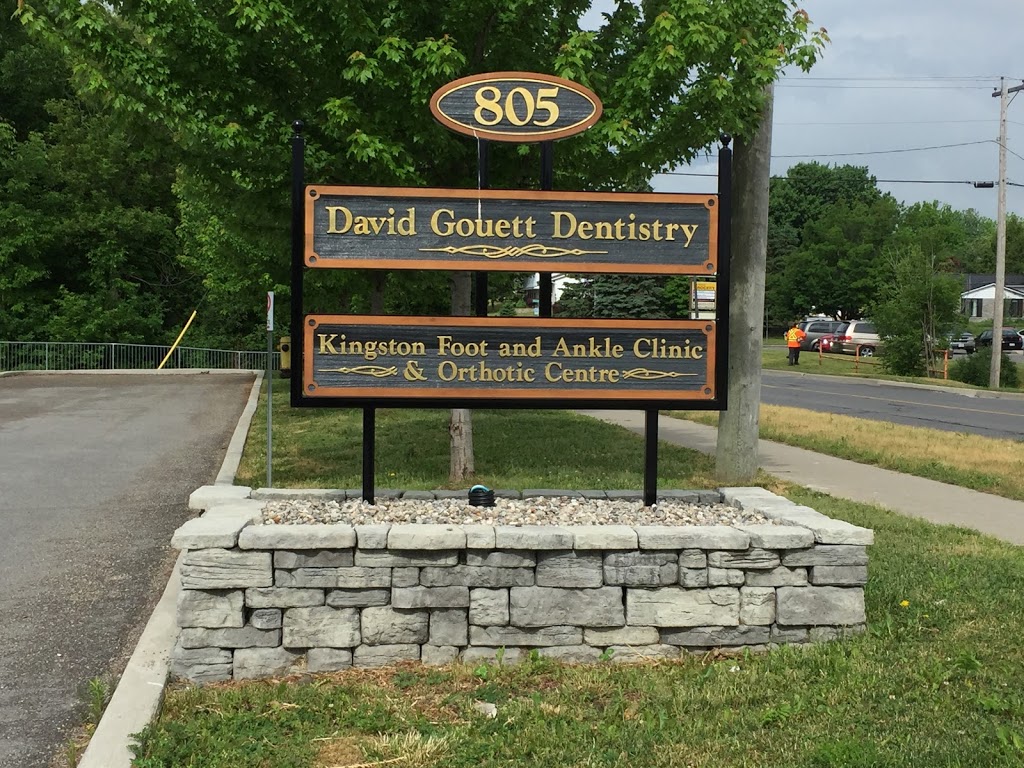 805
David Gouett Dentistry
Kingston Foot and Ankle Clinic
& Orthotic Centre